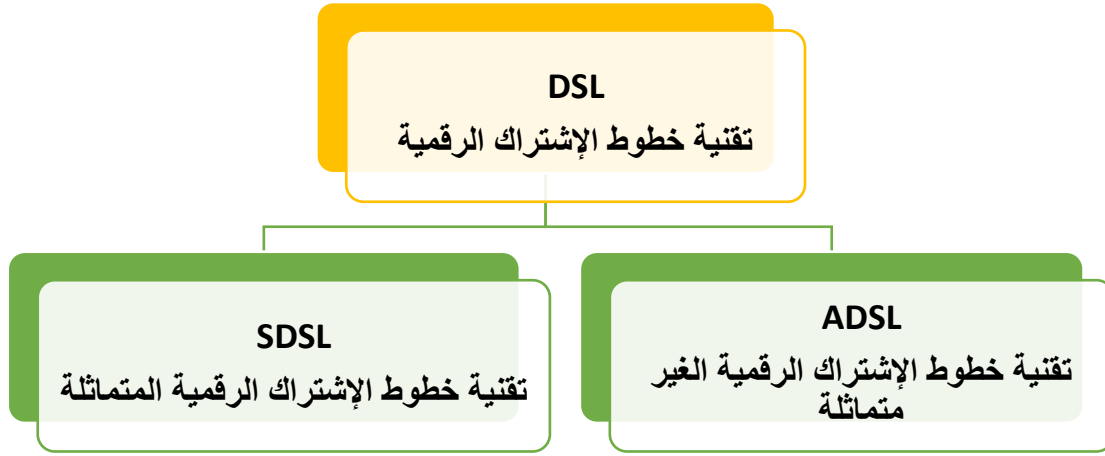 DSL
تقنية خطوط الإشتراك الرقمية
ADSL
تقنية خطوط الإشتراك الرقمية الغير
متماثلة
SDSL
تقنية خطوط الإشتراك الرقمية المتماثلة